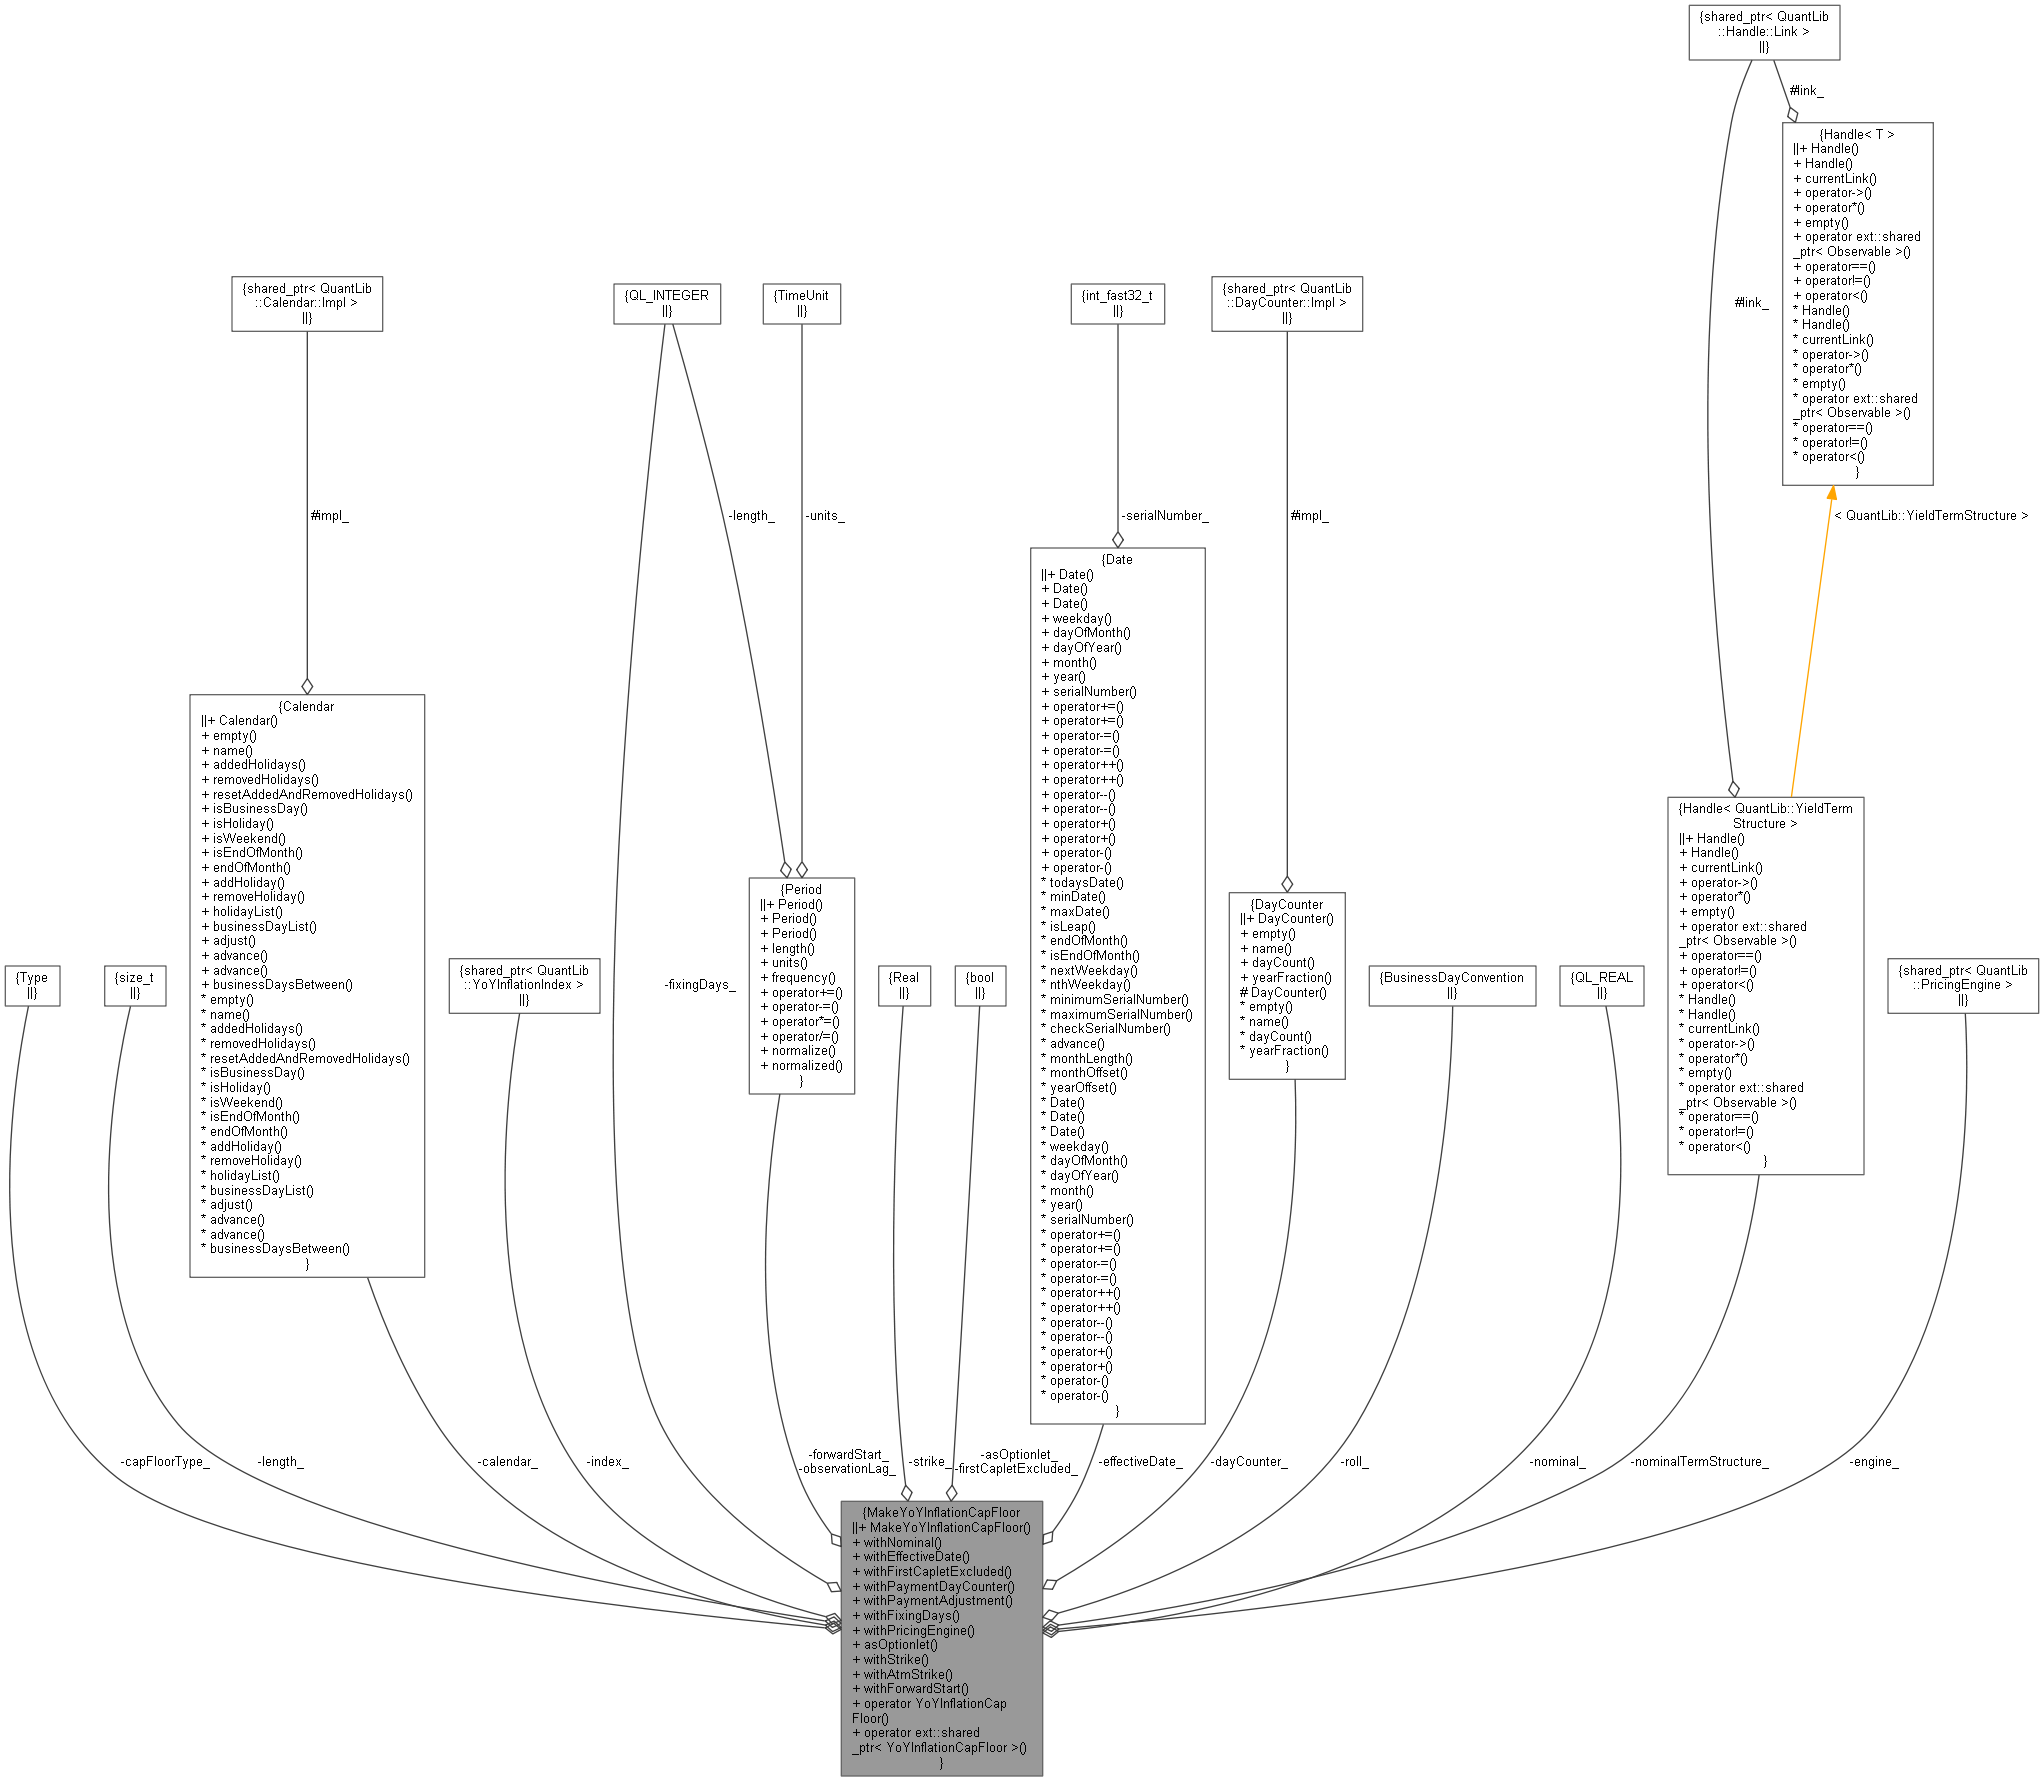 {shared_ptr< QuantLib
::Handle::Link >
||}
#link_
{Handle< T >
||+ Handle()
+ Handle()
+ currentLink()
+ operator->()
+ operator*()
+ empty()
+ operator ext::shared
_ptr< Observable >()
+ operator==()
+ operator!=()
+ operator<()
* Handle()
* Handle()
* currentLink()
* operator->()
* operator*()
* empty()
* operator ext::shared
_ptr< Observable >()
* operator==()
* operator!=()
* operator<()
}
#link_
{shared_ptr< QuantLib
::Calendar::Impl >
||}
{QL_INTEGER
||}
{TimeUnit
||}
{int_fast32_t
||}
{shared_ptr< QuantLib
::DayCounter::Impl >
||}
#impl_
-length_
-units_
-serialNumber_
#impl_
< QuantLib::YieldTermStructure >
{Calendar
||+ Calendar()
+ empty()
+ name()
+ addedHolidays()
+ removedHolidays()
+ resetAddedAndRemovedHolidays()
+ isBusinessDay()
+ isHoliday()
+ isWeekend()
+ isEndOfMonth()
+ endOfMonth()
+ addHoliday()
+ removeHoliday()
+ holidayList()
+ businessDayList()
+ adjust()
+ advance()
+ advance()
+ businessDaysBetween()
* empty()
* name()
* addedHolidays()
* removedHolidays()
* resetAddedAndRemovedHolidays()
* isBusinessDay()
* isHoliday()
* isWeekend()
* isEndOfMonth()
* endOfMonth()
* addHoliday()
* removeHoliday()
* holidayList()
* businessDayList()
* adjust()
* advance()
* advance()
* businessDaysBetween()
}
{Period
||+ Period()
+ Period()
+ Period()
+ length()
+ units()
+ frequency()
+ operator+=()
+ operator-=()
+ operator*=()
+ operator/=()
+ normalize()
+ normalized()
}
{Date
||+ Date()
+ Date()
+ Date()
+ weekday()
+ dayOfMonth()
+ dayOfYear()
+ month()
+ year()
+ serialNumber()
+ operator+=()
+ operator+=()
+ operator-=()
+ operator-=()
+ operator++()
+ operator++()
+ operator--()
+ operator--()
+ operator+()
+ operator+()
+ operator-()
+ operator-()
* todaysDate()
* minDate()
* maxDate()
* isLeap()
* endOfMonth()
* isEndOfMonth()
* nextWeekday()
* nthWeekday()
* minimumSerialNumber()
* maximumSerialNumber()
* checkSerialNumber()
* advance()
* monthLength()
* monthOffset()
* yearOffset()
* Date()
* Date()
* Date()
* weekday()
* dayOfMonth()
* dayOfYear()
* month()
* year()
* serialNumber()
* operator+=()
* operator+=()
* operator-=()
* operator-=()
* operator++()
* operator++()
* operator--()
* operator--()
* operator+()
* operator+()
* operator-()
* operator-()
}
{DayCounter
||+ DayCounter()
+ empty()
+ name()
+ dayCount()
+ yearFraction()
# DayCounter()
* empty()
* name()
* dayCount()
* yearFraction()
}
{Handle< QuantLib::YieldTerm
Structure >
||+ Handle()
+ Handle()
+ currentLink()
+ operator->()
+ operator*()
+ empty()
+ operator ext::shared
_ptr< Observable >()
+ operator==()
+ operator!=()
+ operator<()
* Handle()
* Handle()
* currentLink()
* operator->()
* operator*()
* empty()
* operator ext::shared
_ptr< Observable >()
* operator==()
* operator!=()
* operator<()
}
{Type
||}
{size_t
||}
{shared_ptr< QuantLib
::YoYInflationIndex >
||}
-fixingDays_
{Real
||}
{bool
||}
{BusinessDayConvention
||}
{QL_REAL
||}
{shared_ptr< QuantLib
::PricingEngine >
||}
-capFloorType_
-length_
-calendar_
-index_
-forwardStart_
-observationLag_
-strike_
-asOptionlet_
-firstCapletExcluded_
-effectiveDate_
-dayCounter_
-roll_
-nominal_
-nominalTermStructure_
-engine_
{MakeYoYInflationCapFloor
||+ MakeYoYInflationCapFloor()
+ withNominal()
+ withEffectiveDate()
+ withFirstCapletExcluded()
+ withPaymentDayCounter()
+ withPaymentAdjustment()
+ withFixingDays()
+ withPricingEngine()
+ asOptionlet()
+ withStrike()
+ withAtmStrike()
+ withForwardStart()
+ operator YoYInflationCap
Floor()
+ operator ext::shared
_ptr< YoYInflationCapFloor >()
}